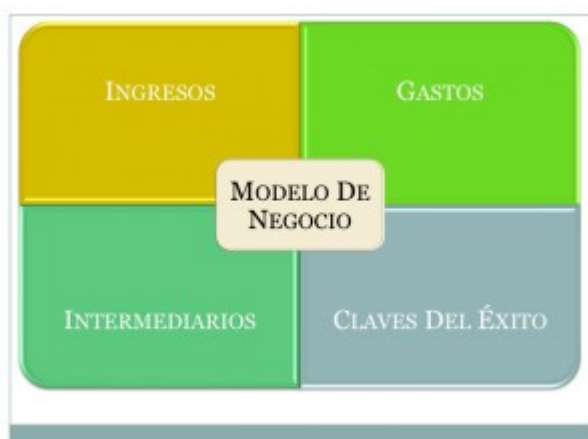 INGRESOS
GASTOS
MODELO DE
NEGOCIO
INTERMEDIARIOS
CLAVES DEL ÉXITO